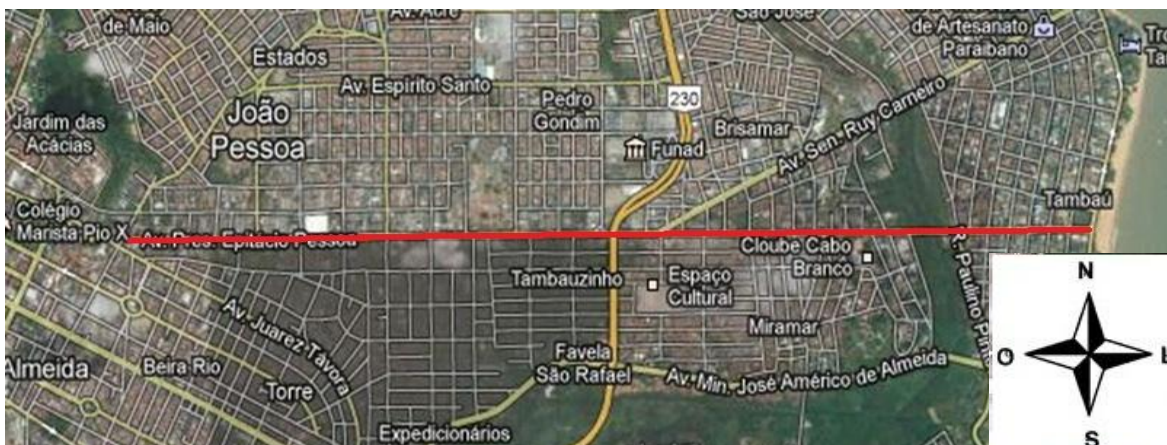 de Maio
Av. Acre
São José
de Artesanato
Paraibano
Estados
Av. Espírito Santo
Pedro
Gondim
230
João
Pessoa
Jardim das
Acácias
Funad
Brisamar
Av. Sen. Ruy Carneiro
Colégio
Marista Pio X
Av. Pres. Epitácio Pessoa
Tambaú
Tambauzinho
Espaço
Cultural
Cloube Cabo
Branco
R. Paulino Pin
Miramar
Av. Juarez Tavora
Beira Rio
Almeida
Torre
Favela
São Rafael
Av. Min. José Américo de Almeida
Expedicionários
N
O
L
S